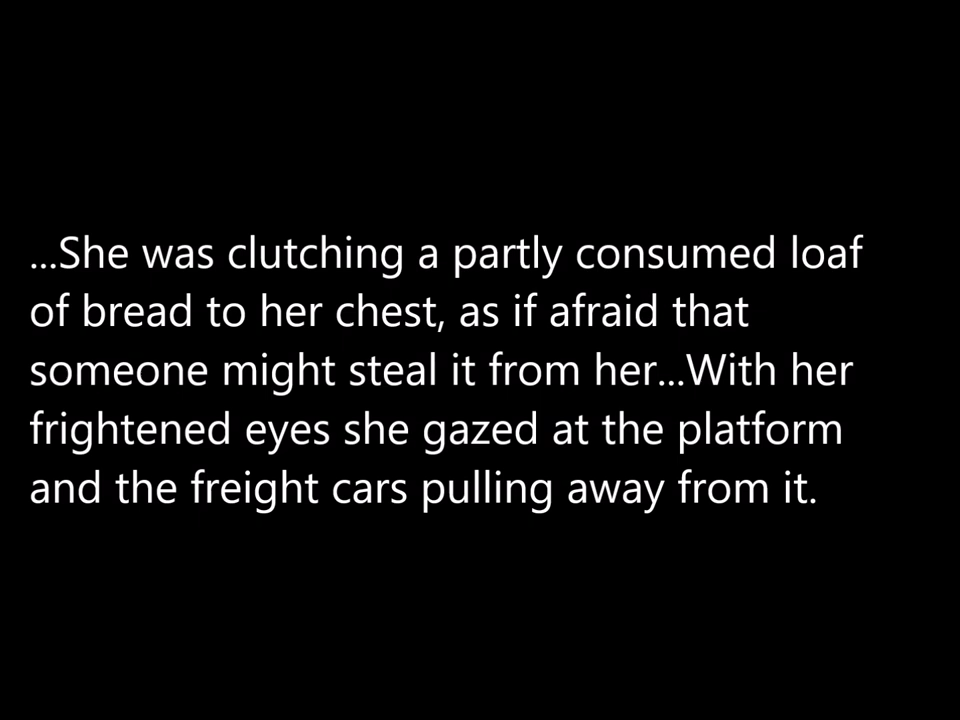 ...She was clutching a partly consumed loaf
of bread to her chest, as if afraid that
someone might steal it from her...With her
frightened eyes she gazed at the platform
and the freight cars pulling away from it.